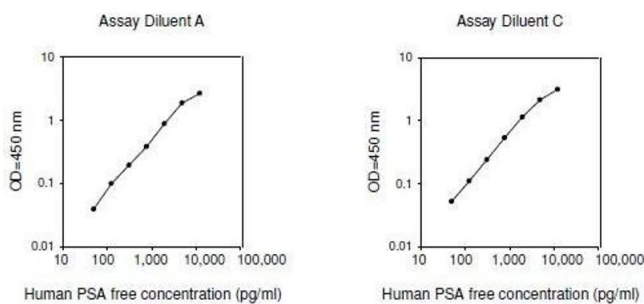 Assay Diluent A
10
1
0.1
0.01
OD=450 nm
10 100 1,000 10,000 100,000
Human PSA free concentration (pg/ml)
Assay Diluent C
10
1
0.1
0.01
OD=450 nm
10 100 1,000 10,000 100,000
Human PSA free concentration (pg/ml)